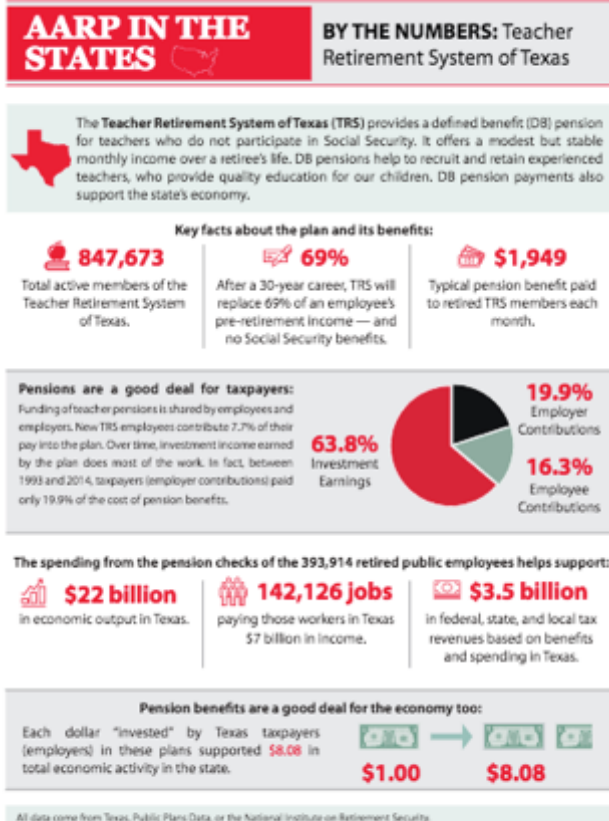 AARP IN THE
STATES
BY THE NUMBERS: Teacher
Retirement System of Texas
The Teacher Retirement System of Texas (TRS) provides a defined benefit (DB) pension
for teachers who do not participate in Social Security. It offers a modest but stable
monthly income over a retiree's life. DB pensions help to recruit and retain experienced
teachers, who provide quality education for our children. DB pension payments also
support the state's economy.
Key facts about the plan and its benefits:
847,673
Total active members of the
Teacher Retirement System
of Texas.
69%
After a 30-year career, TRS will
replace 69% of an employee's
pre-retirement income — and
no Social Security benefits.
$1,949
Typical pension benefit paid
to retired TRS members each
month.
Pensions are a good deal for taxpayers:
Funding of teacher pensions is shared by employees and
employers. New TRS employees contribute 7.7% of their
pay into the plan. Over time, investment income earned
by the plan does most of the work. In fact, between
1993 and 2014, taxpayers (employer contributions) paid
only 19.9% of the cost of pension benefits.
63.8%
Investment
Earnings
19.9%
Employer
Contributions
16.3%
Employee
Contributions
The spending from the pension checks of the 393,914 retired public employees helps support:
$22 billion
in economic output in Texas.
142,126 jobs
paying those workers in Texas
$7 billion in income.
$3.5 billion
in federal, state, and local tax
revenues based on benefits
and spending in Texas.
Pension benefits are a good deal for the economy too:
Each dollar "invested" by Texas taxpayers
(employers) in these plans supported $8.08 in
total economic activity in the state.
$1.00
$8.08
All data come from Texas, Public Plans Data, or the National Institute on Retirement Security.